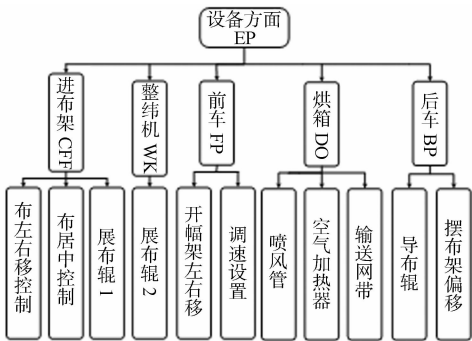 设备方面
EP
进布架 CFF
整纬机 WK
前车 FP
烘箱 DO
后车 BP
布左右移控制
布居中控制
展布辊 1
展布辊 2
开幅架左右移
调速设置
喷风管
空气加热器
输送网带
导布辊
摆布架偏移